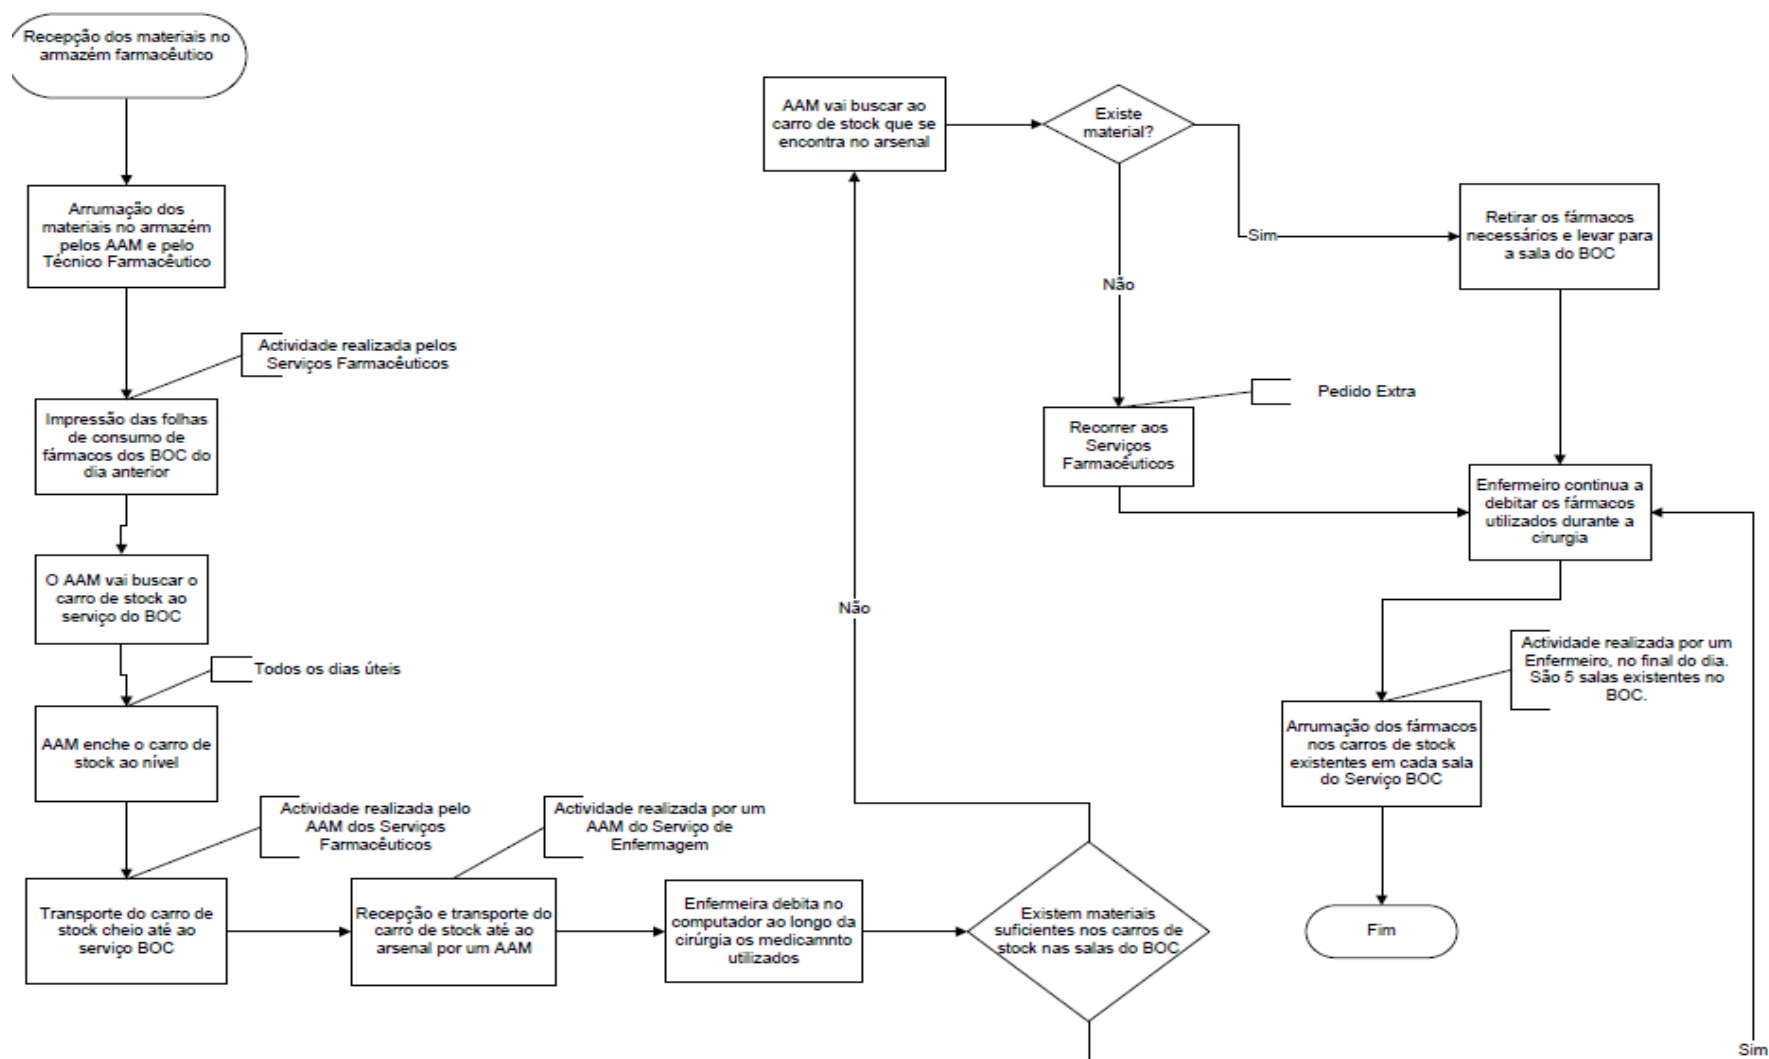 Recepção dos materiais no
armazém farmacêutico
Arrumação dos
materiais no armazém
pelos AAM e pelo
Técnico Farmacêutico
Actividade realizada pelos
Serviços Farmacêuticos
Impressão das folhas
de consumo de
fármacos dos BOC do
dia anterior
O AAM vai buscar o
carro de stock ao
serviço do BOC
Todos os dias úteis
AAM enche o carro de
stock ao nível
Actividade realizada pelo
AAM dos Serviços
Farmacêuticos
Transporte do carro de
stock cheio até ao
serviço BOC
Actividade realizada por um
AAM do Serviço de
Enfermagem
Recepção e transporte do
carro de stock até ao
arsenal por um AAM
Enfermeira debita no
computador ao longo da
cirúrgia os medicamnto
utilizados
Existem materiais
suficientes nos carros de
stock nas salas do BOC
Não
AAM vai buscar ao
carro de stock que se
encontra no arsenal
Existe
material?
Sim
Não
Retirar os fármacos
necessários e levar para
a sala do BOC
Pedido Extra
Recorrer aos
Serviços
Farmacêuticos
Enfermeiro continua a
debitar os fármacos
utilizados durante a
cirurgia
Actividade realizada por um
Enfermeiro, no final do dia.
São 5 salas existentes no
BOC.
Arrumação dos fármacos
nos carros de stock
existentes em cada sala
do Serviço BOC
Fim
Sim